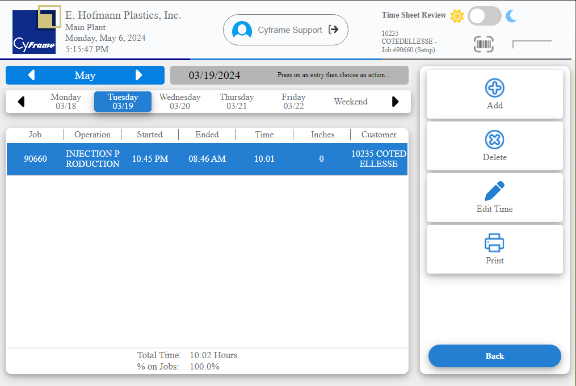 E. Hofmann Plastics, Inc.
Main Plant
Monday, May 6, 2024
5:15:47 PM
CyFrame
Cyframe Support
Time Sheet Review
10235
COTEDELLESSE -
Job #90660 (Setup)
May
03/19/2024
Press on an entry then choose an action...
Monday
03/18
Tuesday
03/19
Wednesday
03/20
Thursday
03/21
Friday
03/22
Weekend
Job Operation Started Ended Time Inches Customer
90660 INJECTION P
RODUCTION 10.45 PM 08.46 AM 10:01 0 10235 COTED
ELLESSE
Total Time: 10.02 Hours
% on Jobs: 100.0%
Add
Delete
Edit Time
Print
Back